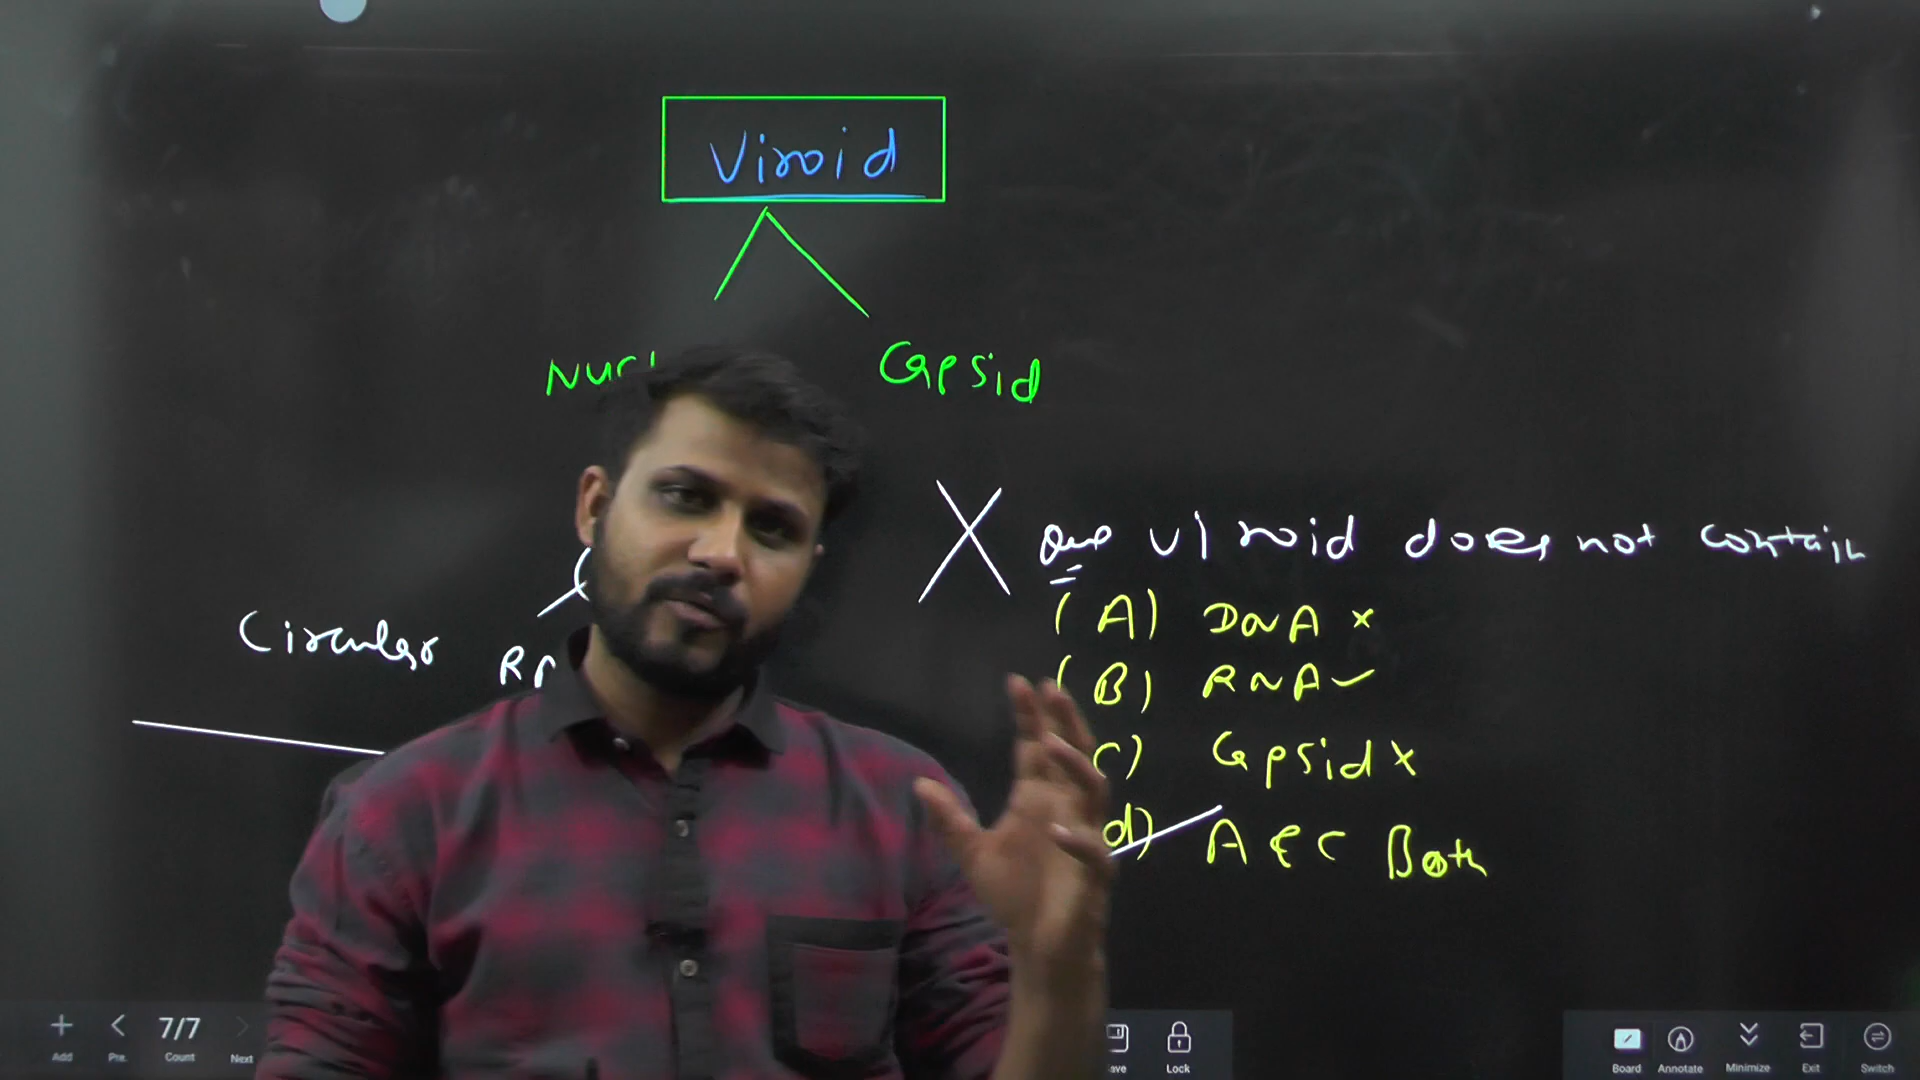 Viroid
Capsid
Que viroid does not contain
(A) DNA ×
Circular
(B) RNA ✓
C) Capsid ×
d) A & C Both
+ < 7/7 >
Add Pre. Count Next Lock Board Annotate Minimize Exit Switch